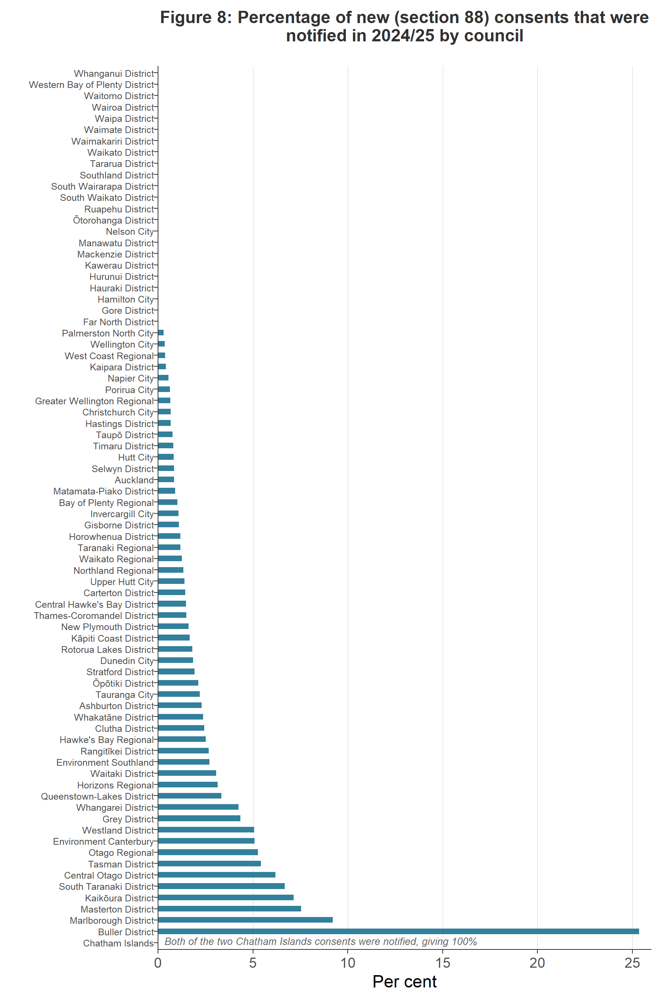 Figure 8: Percentage of new (section 88) consents that were
notified in 2024/25 by council
Whanganui District
Western Bay of Plenty District
Waitomo District
Wairoa District
Waipa District
Waimate District
Waimakariri District
Waikato District
Tararua District
Southland District
South Wairarapa District
South Waikato District
Ruapehu District
Ōtorohanga District
Nelson City
Manawatu District
Mackenzie District
Kawerau District
Hurunui District
Hauraki District
Hamilton City
Gore District
Far North District
Palmerston North City
Wellington City
West Coast Regional
Kaipara District
Napier City
Porirua City
Greater Wellington Regional
Christchurch City
Hastings District
Taupō District
Timaru District
Hutt City
Selwyn District
Auckland
Matamata-Piako District
Bay of Plenty Regional
Invercargill City
Gisborne District
Horowhenua District
Taranaki Regional
Waikato Regional
Northland Regional
Upper Hutt City
Carterton District
Central Hawke's Bay District
Thames-Coromandel District
New Plymouth District
Kāpiti Coast District
Rotorua Lakes District
Dunedin City
Stratford District
Ōpōtiki District
Tauranga City
Ashburton District
Whakatāne District
Clutha District
Hawke's Bay Regional
Rangitīkei District
Environment Southland
Waitaki District
Horizons Regional
Queenstown-Lakes District
Whangarei District
Grey District
Westland District
Environment Canterbury
Otago Regional
Tasman District
Central Otago District
South Taranaki District
Kaikōura District
Masterton District
Marlborough District
Buller District
Chatham Islands Both of the two Chatham Islands consents were notified, giving 100%
0 5 10 15 20 25
Per cent